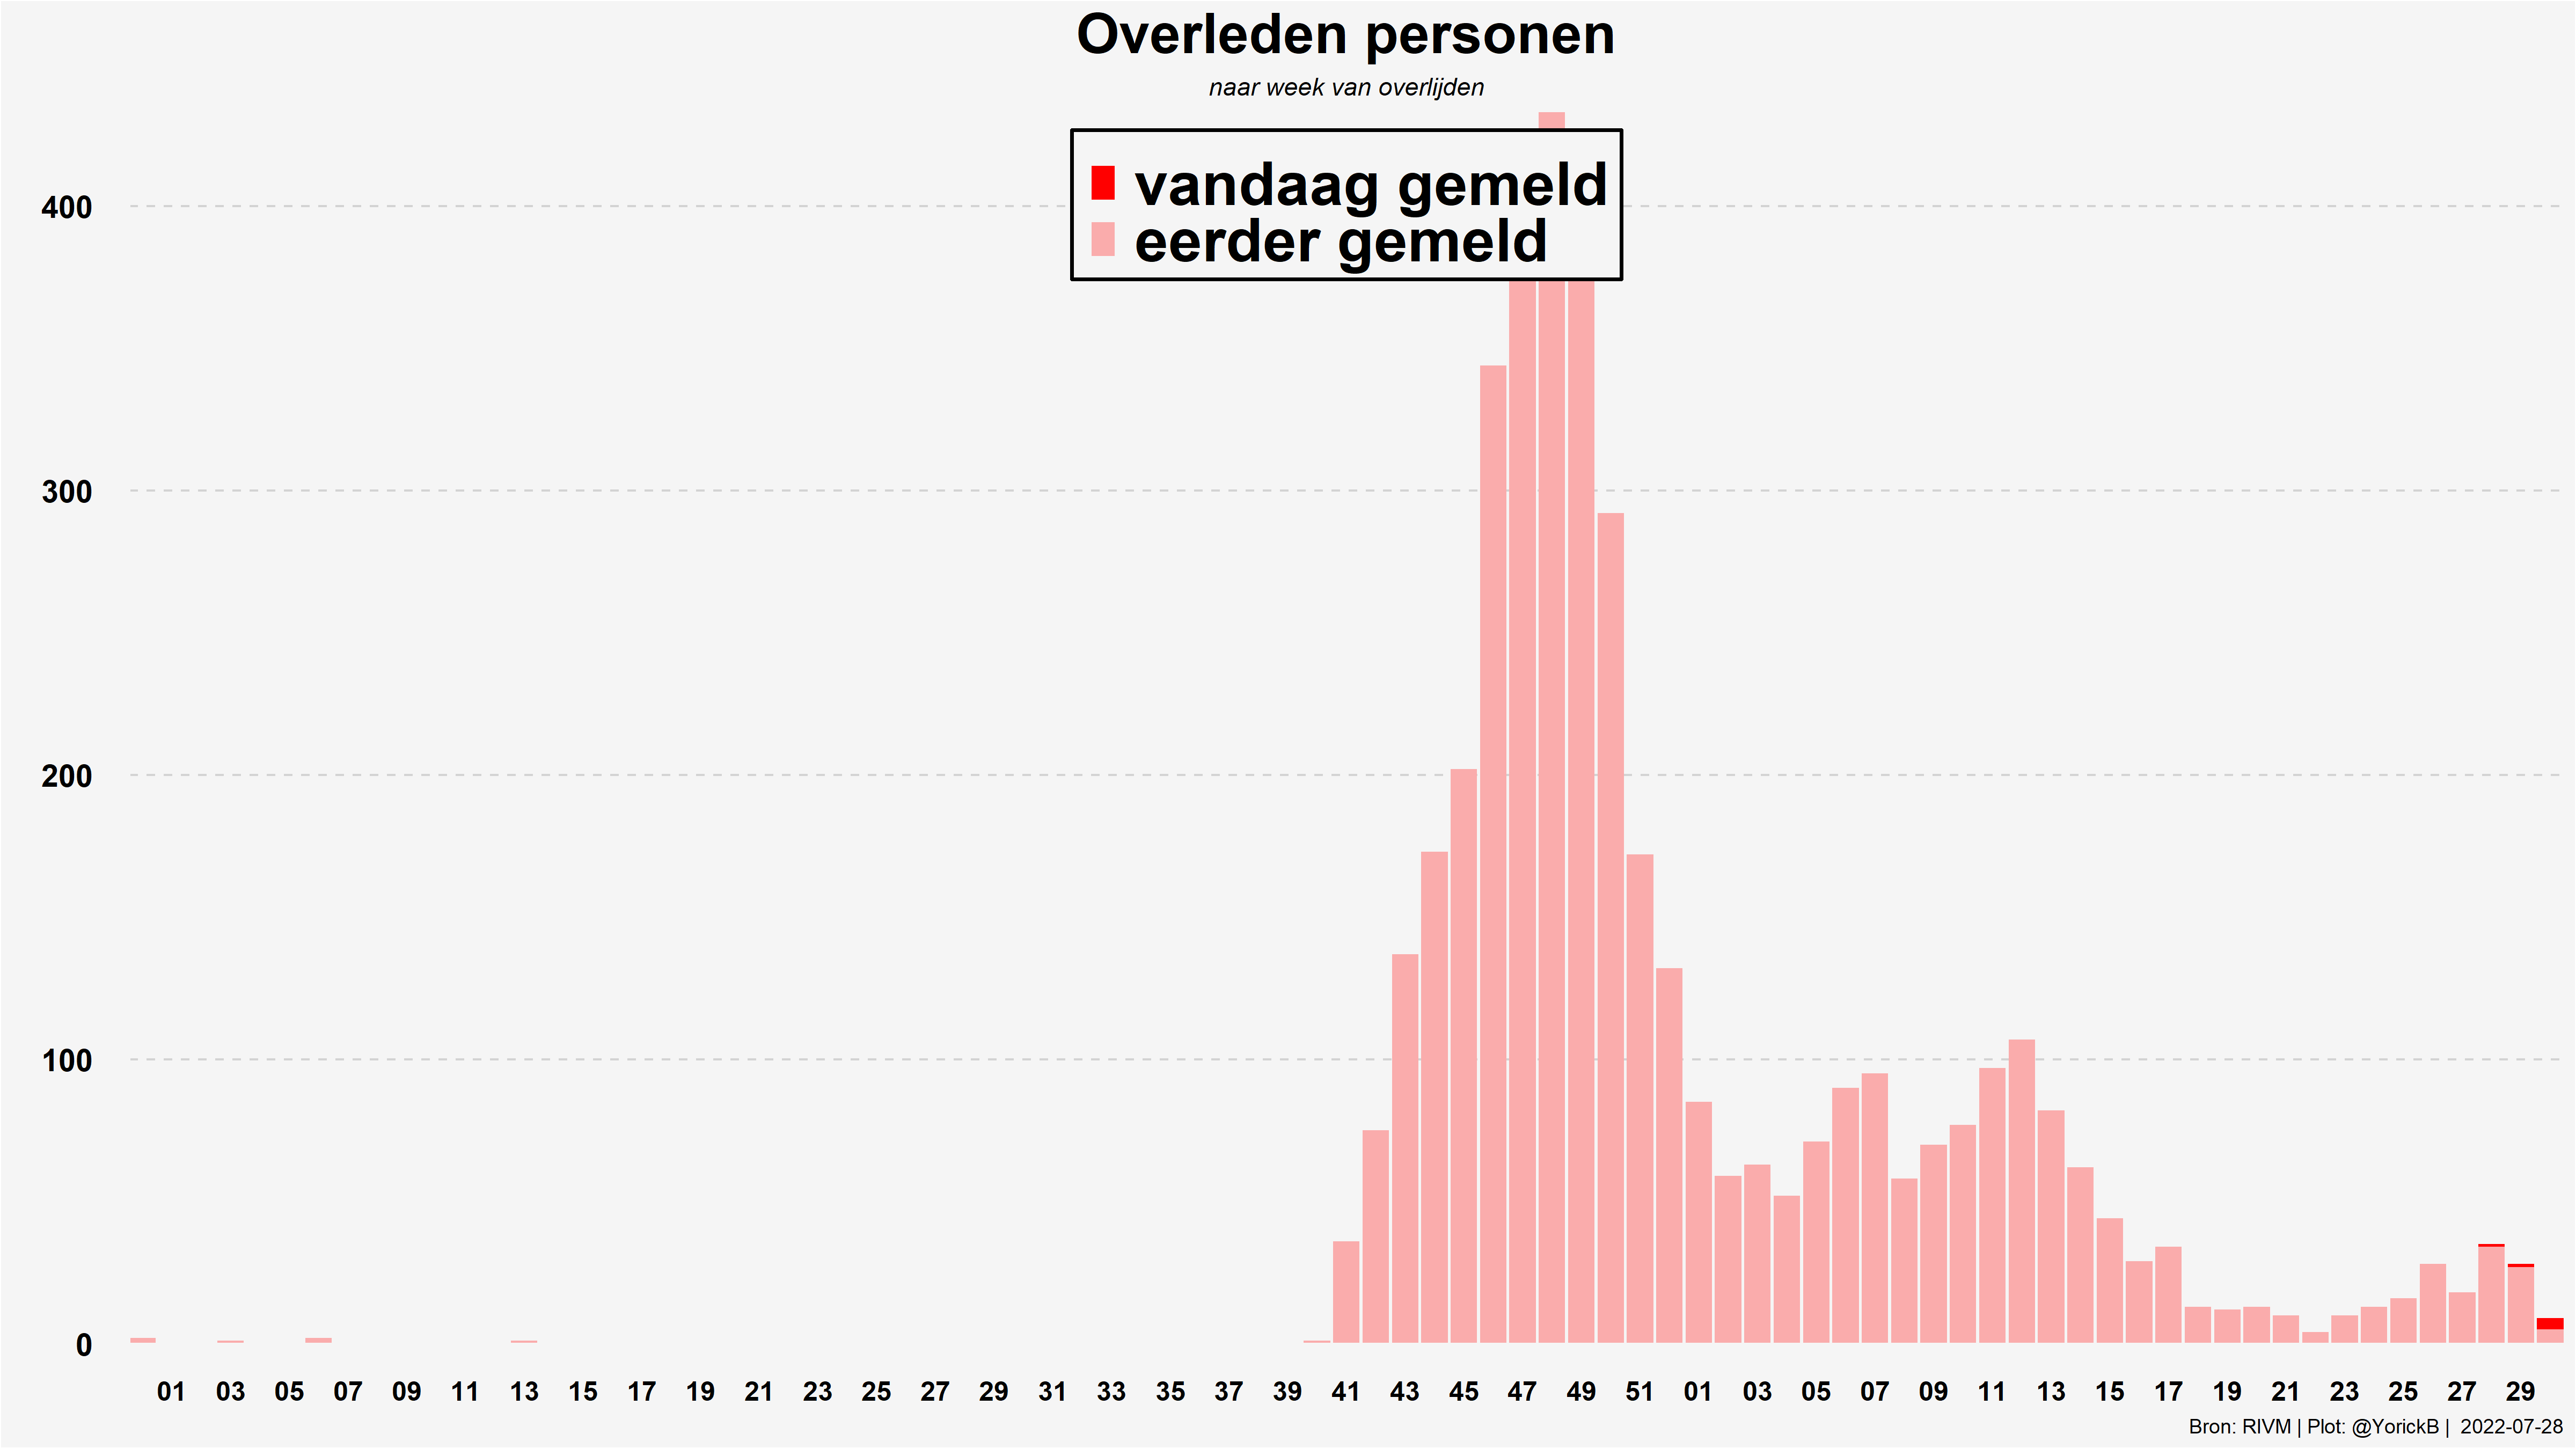 Overleden personen
naar week van overlijden
vandaag gemeld
eerder gemeld
400
300
200
100
0
01 03 05 07 09 11 13 15 17 19 21 23 25 27 29 31 33 35 37 39 41 43 45 47 49 51 01 03 05 07 09 11 13 15 17 19 21 23 25 27 29
Bron: RIVM | Plot: @YorickB | 2022-07-28